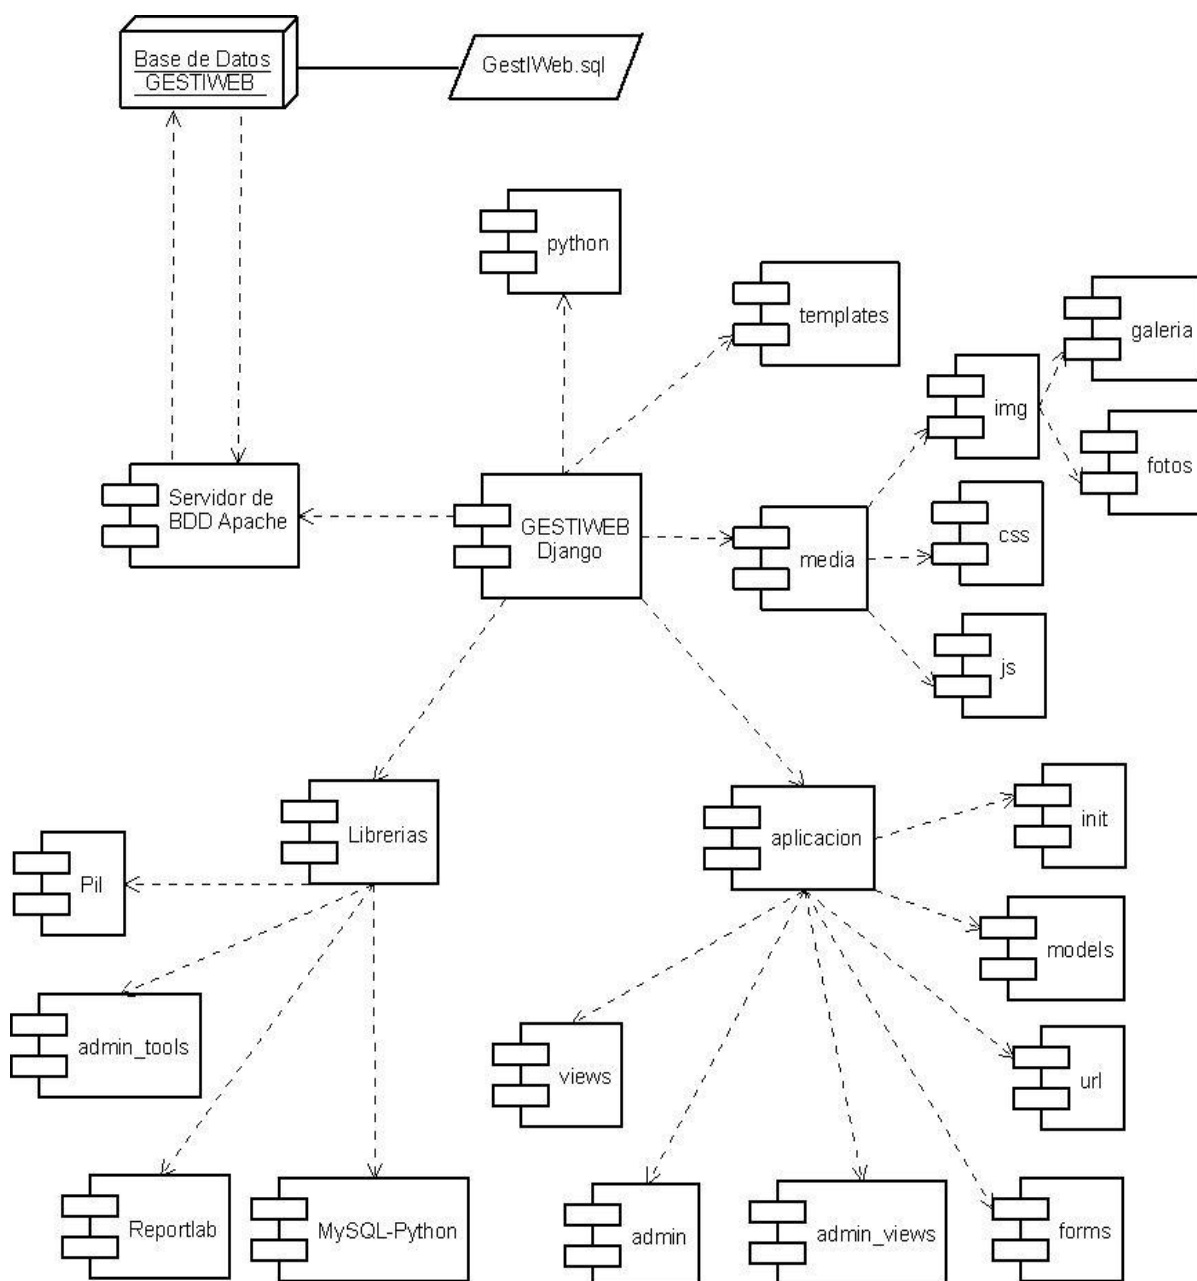 Base de Datos
GESTIWEB
GestIWeb.sql
python
templates
galeria
img
fotos
Servidor de
BDD Apache
GESTIWEB
Django
media
css
js
Librerias
aplicacion
init
Pil
models
admin_tools
views
url
Reportlab
MySQL-Python
admin
admin_views
forms